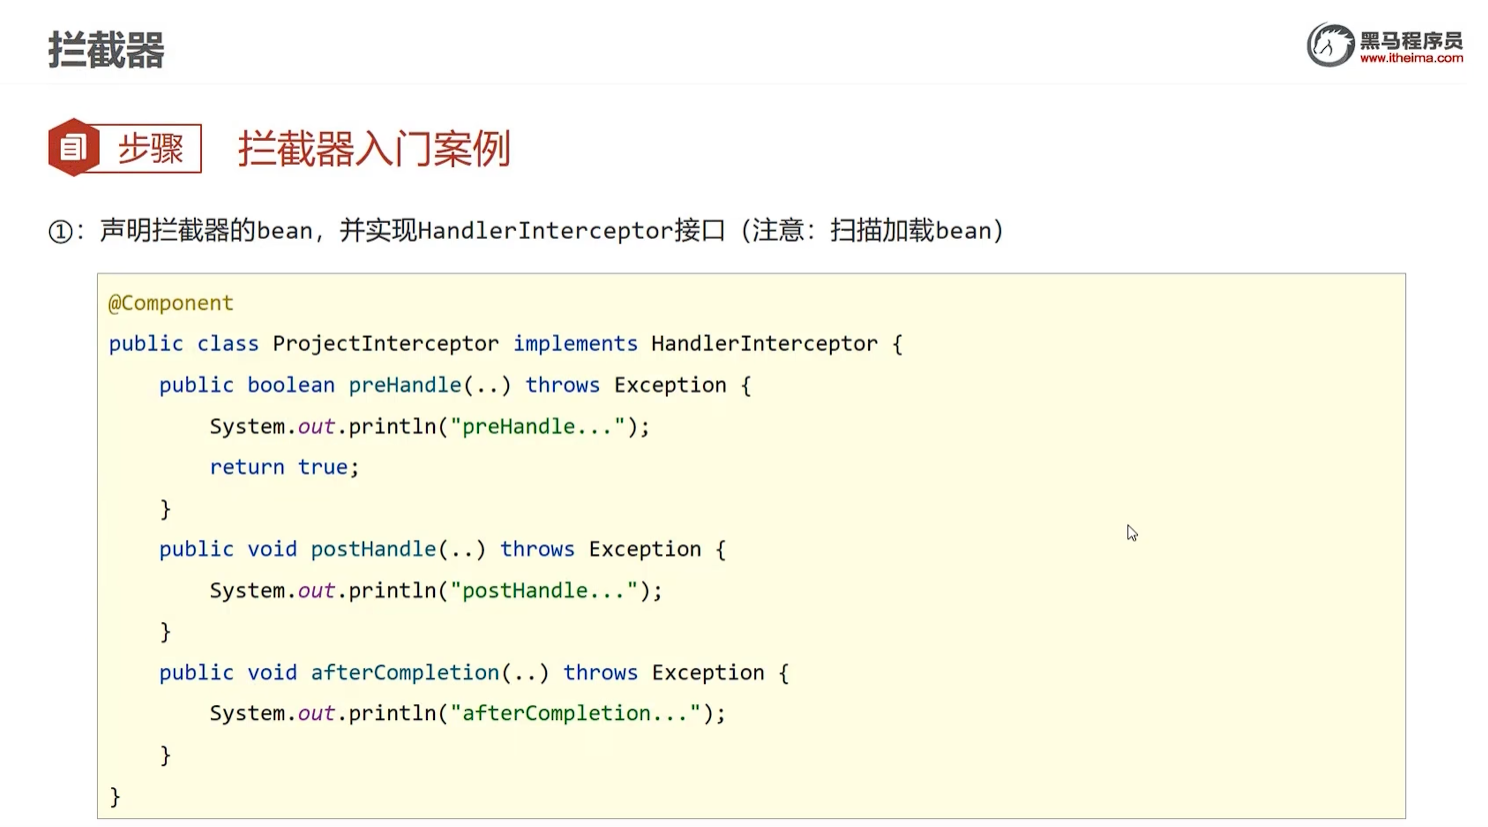 拦截器
黑马程序员
www.itheima.com
步骤
拦截器入门案例
①：声明拦截器的bean，并实现HandlerInterceptor接口（注意：扫描加载bean）
@Component
public class ProjectInterceptor implements HandlerInterceptor {
    public boolean preHandle(..) throws Exception {
        System.out.println("preHandle...");
        return true;
    }
    public void postHandle(..) throws Exception {
        System.out.println("postHandle...");
    }
    public void afterCompletion(..) throws Exception {
        System.out.println("afterCompletion...");
    }
}